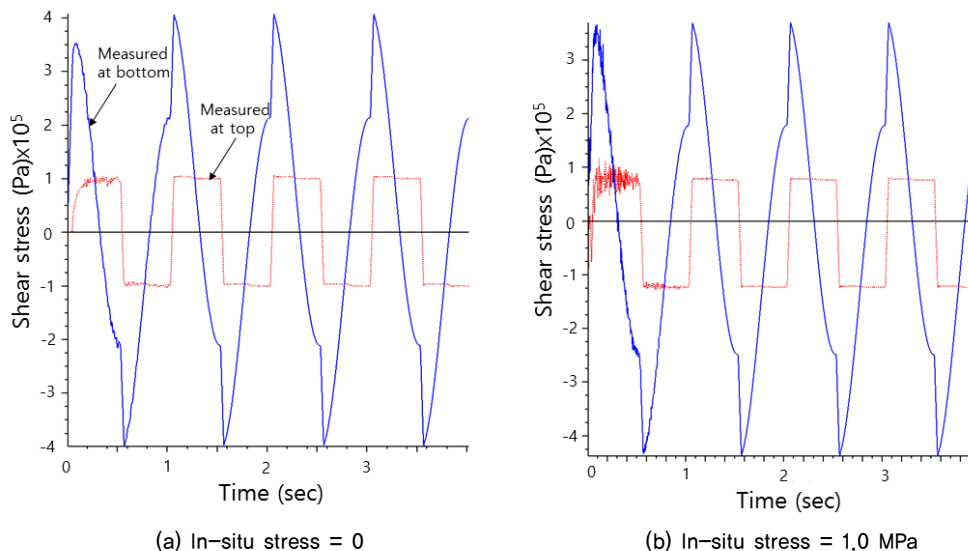 Shear stress (Pa)x10⁵
4
3
2
1
0
-1
-2
-3
-4
Measured
at bottom
Measured
at top
0
1
2
3
Time (sec)
(a) In-situ stress = 0
Shear stress (Pa)x10⁵
3
2
1
0
-1
-2
-3
-4
0
1
2
3
Time (sec)
(b) In-situ stress = 1.0 MPa